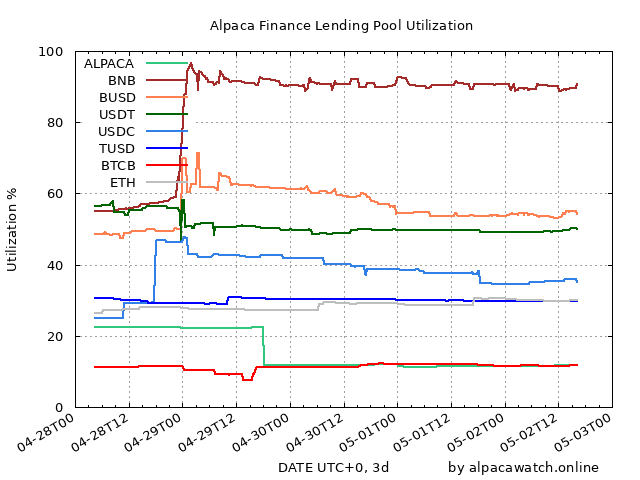 Alpaca Finance Lending Pool Utilization
100
80
60
40
20
0
Utilization %
ALPACA
BNB
BUSD
USDT
USDC
TUSD
BTCB
ETH
04-28T00
04-28T12
04-29T00
04-29T12
04-30T00
04-30T12
05-01T00
05-01T12
05-02T00
05-02T12
05-03T00
DATE UTC+0, 3d
by alpacawatch.online